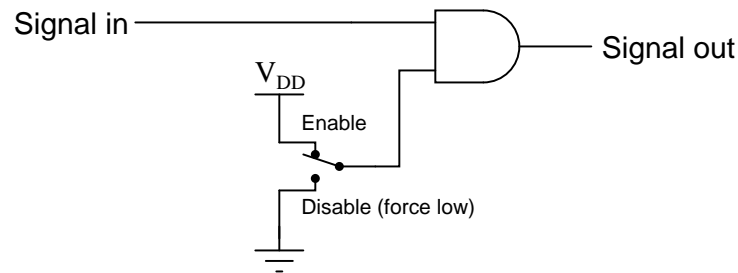 Signal in
Signal out
V_DD
Enable
Disable (force low)